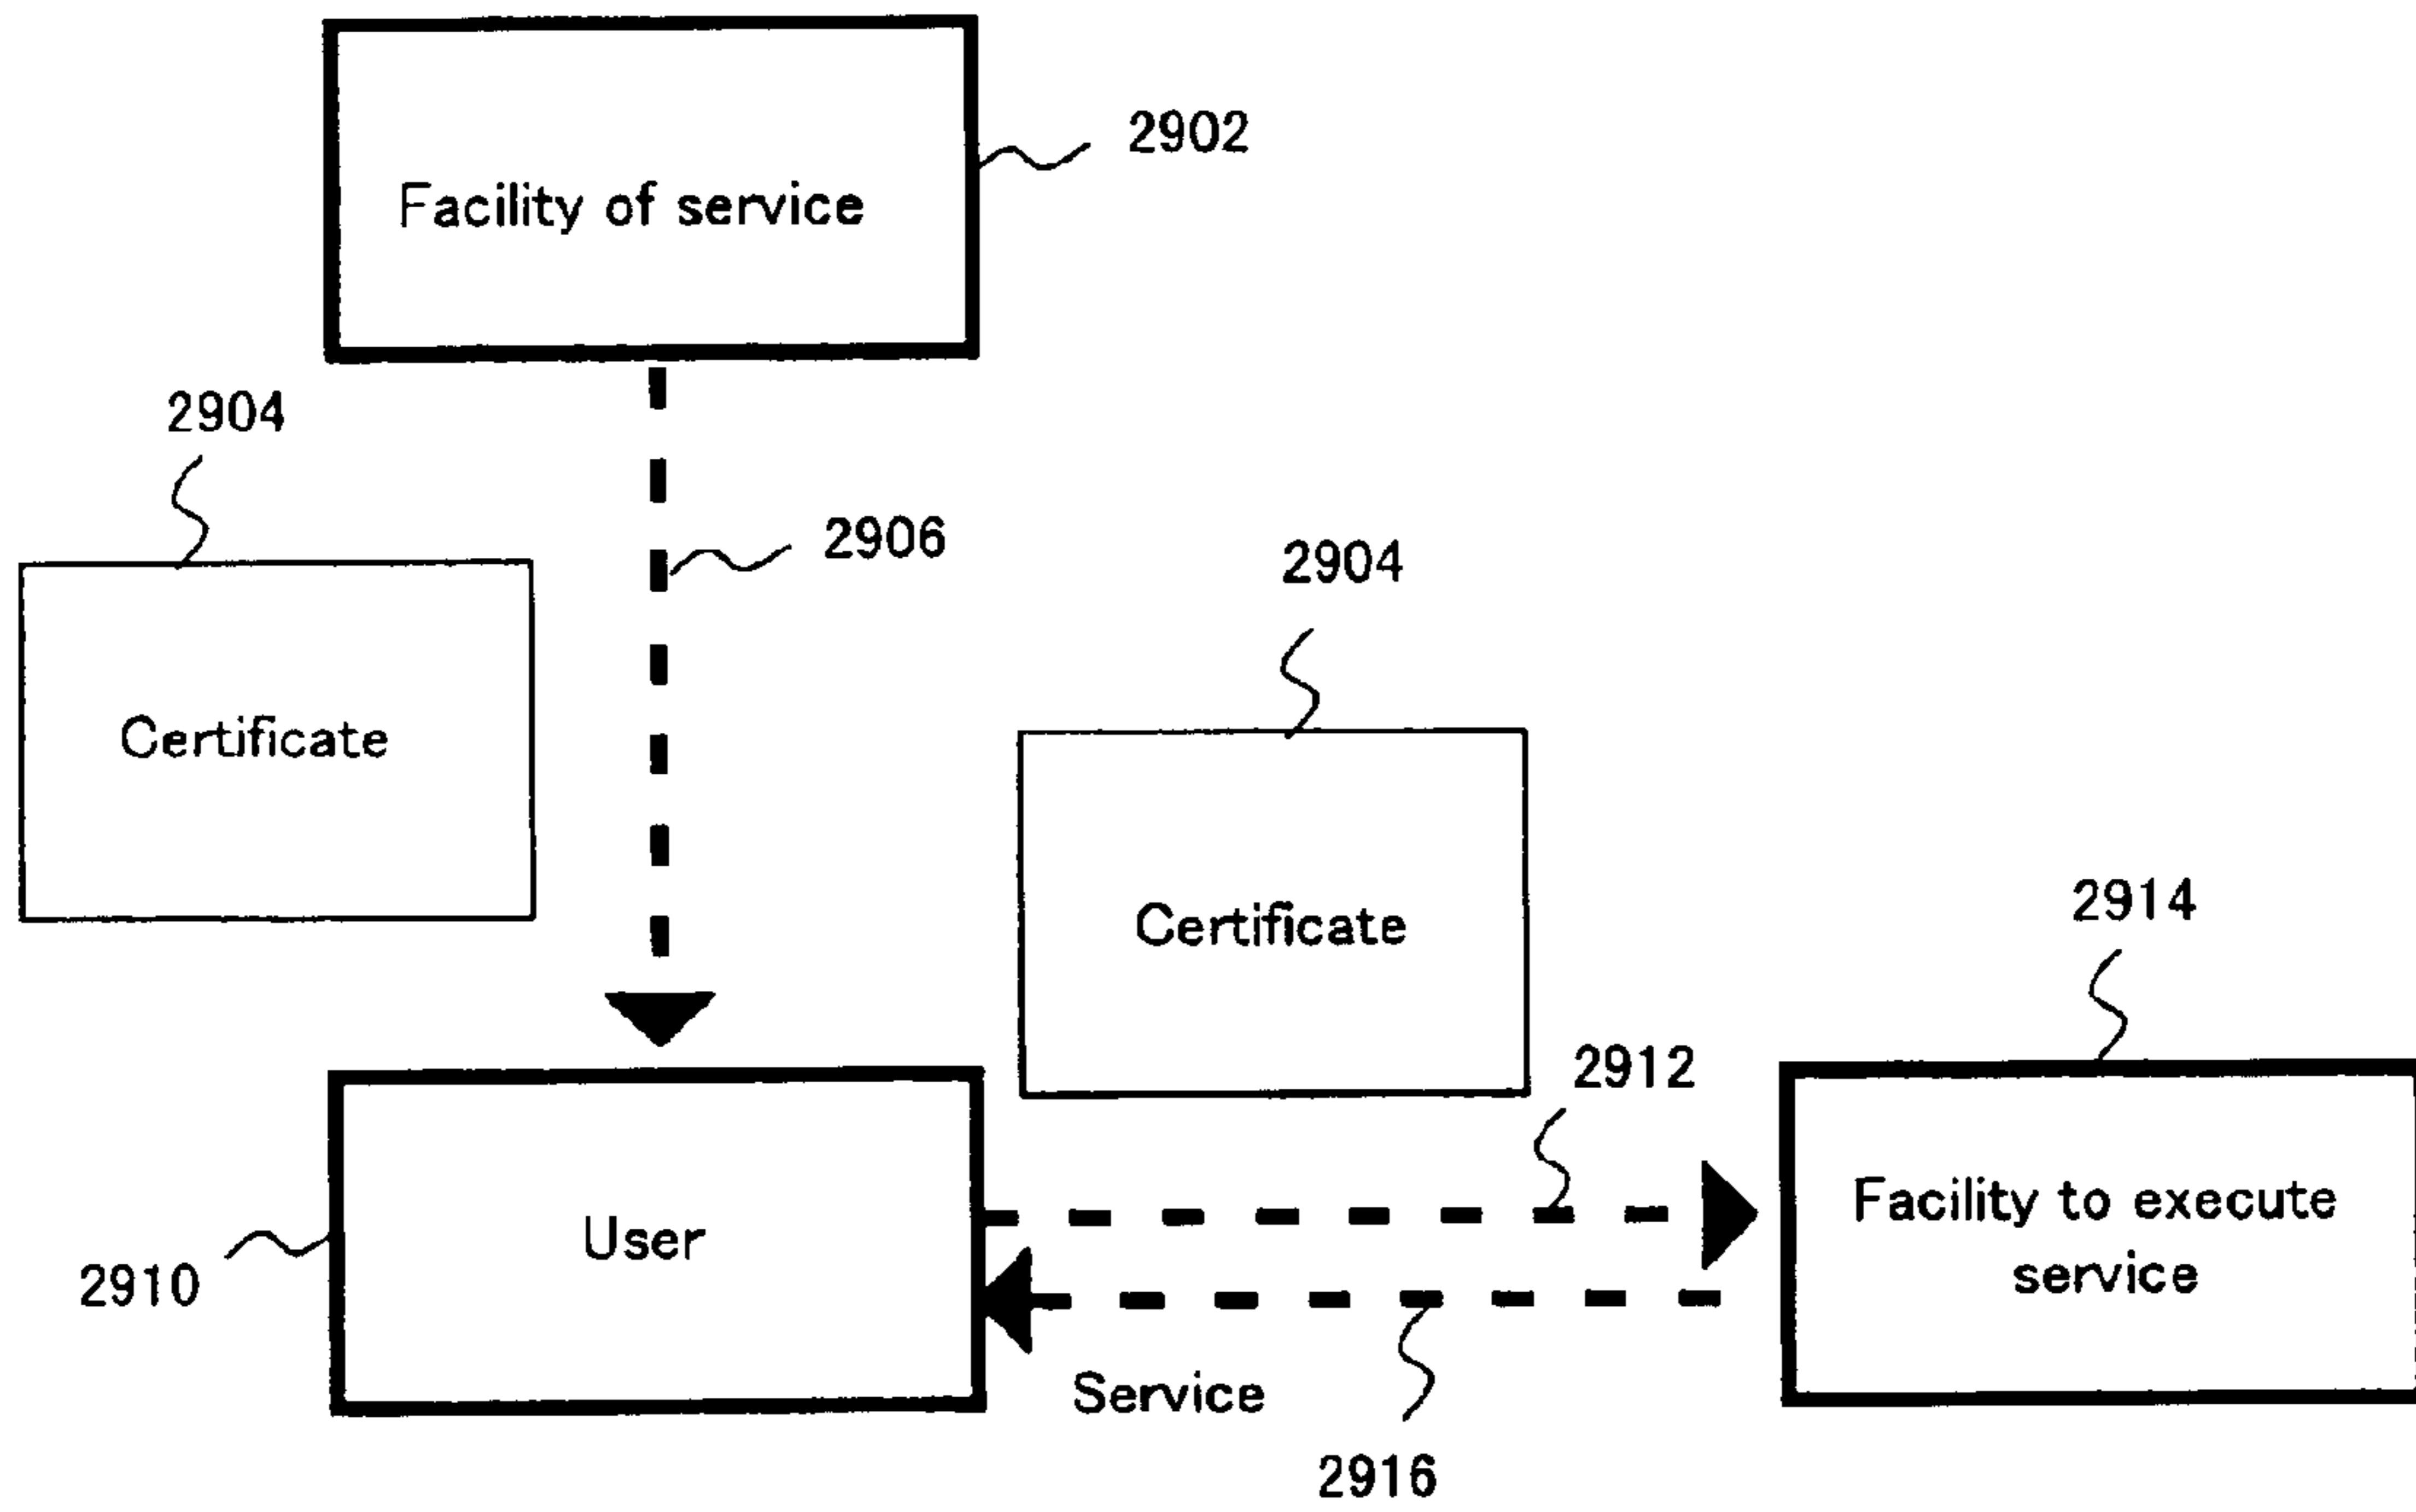 2902
Facility of service
2904
2906
2904
Certificate
Certificate
2914
2912
Facility to execute
service
User
2910
Service
2916